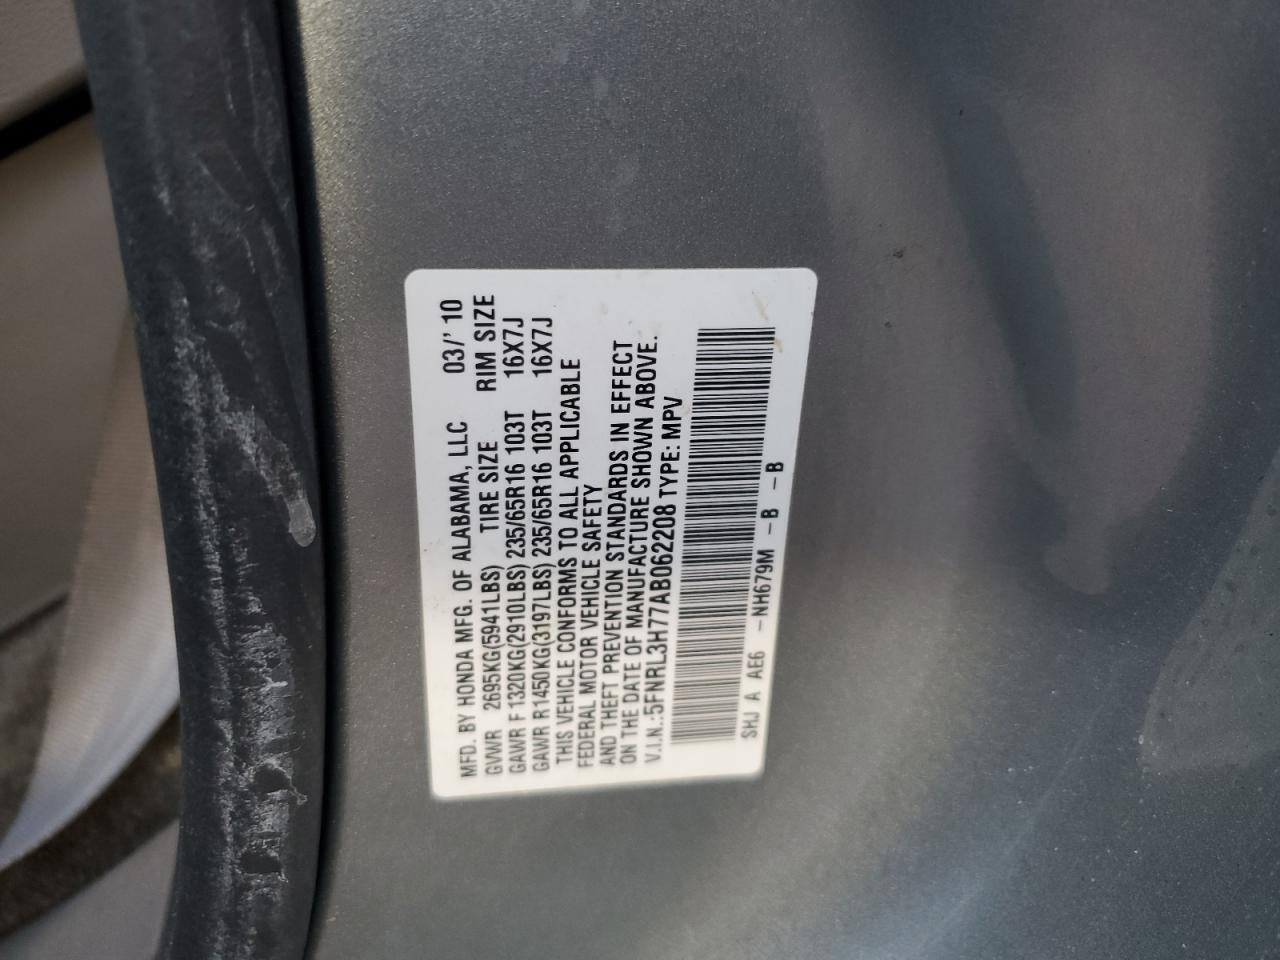 MFD. BY HONDA MFG. OF ALABAMA, LLC 03/' 10
GVWR 2695KG(5941LBS) TIRE SIZE RIM SIZE
GAWR F1320KG(2910LBS) 235/65R16 103T 16X7J
GAWR R1450KG(3197LBS) 235/65R16 103T 16X7J
THIS VEHICLE CONFORMS TO ALL APPLICABLE
FEDERAL MOTOR VEHICLE SAFETY
AND THEFT PREVENTION STANDARDS IN EFFECT
ON THE DATE OF MANUFACTURE SHOWN ABOVE.
V.I.N.:5FNRL3H77AB062208 TYPE: MPV
SHJ A AE6 -NH679M -B -B